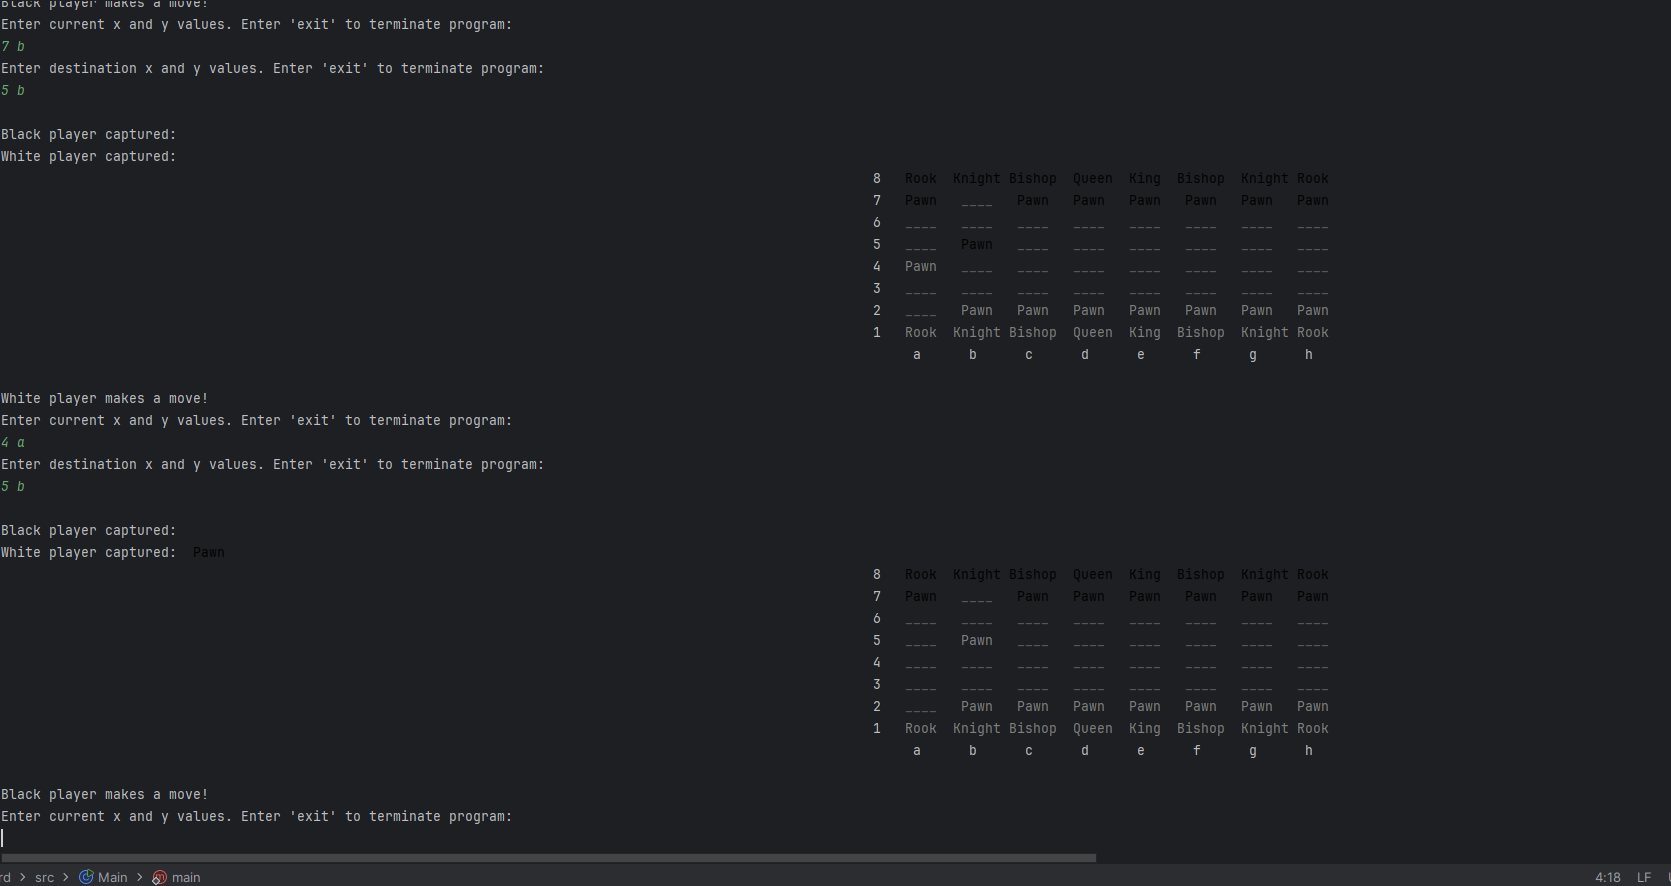 Black player makes a move!
Enter current x and y values. Enter 'exit' to terminate program:
7 b
Enter destination x and y values. Enter 'exit' to terminate program:
5 b
Black player captured:
White player captured:
8 Rook Knight Bishop Queen King Bishop Knight Rook
7 Pawn ____ Pawn Pawn Pawn Pawn Pawn Pawn
6 ____ ____ ____ ____ ____ ____ ____ ____
5 ____ Pawn ____ ____ ____ ____ ____ ____
4 Pawn ____ ____ ____ ____ ____ ____ ____
3 ____ ____ ____ ____ ____ ____ ____ ____
2 ____ Pawn Pawn Pawn Pawn Pawn Pawn Pawn
1 Rook Knight Bishop Queen King Bishop Knight Rook
a b c d e f g h
White player makes a move!
Enter current x and y values. Enter 'exit' to terminate program:
4 a
Enter destination x and y values. Enter 'exit' to terminate program:
5 b
Black player captured:
White player captured: Pawn
8 Rook Knight Bishop Queen King Bishop Knight Rook
7 Pawn ____ Pawn Pawn Pawn Pawn Pawn Pawn
6 ____ ____ ____ ____ ____ ____ ____ ____
5 ____ Pawn ____ ____ ____ ____ ____ ____
4 ____ ____ ____ ____ ____ ____ ____ ____
3 ____ ____ ____ ____ ____ ____ ____ ____
2 ____ Pawn Pawn Pawn Pawn Pawn Pawn Pawn
1 Rook Knight Bishop Queen King Bishop Knight Rook
a b c d e f g h
Black player makes a move!
Enter current x and y values. Enter 'exit' to terminate program:
rd > src > Main > main 4:18 LF